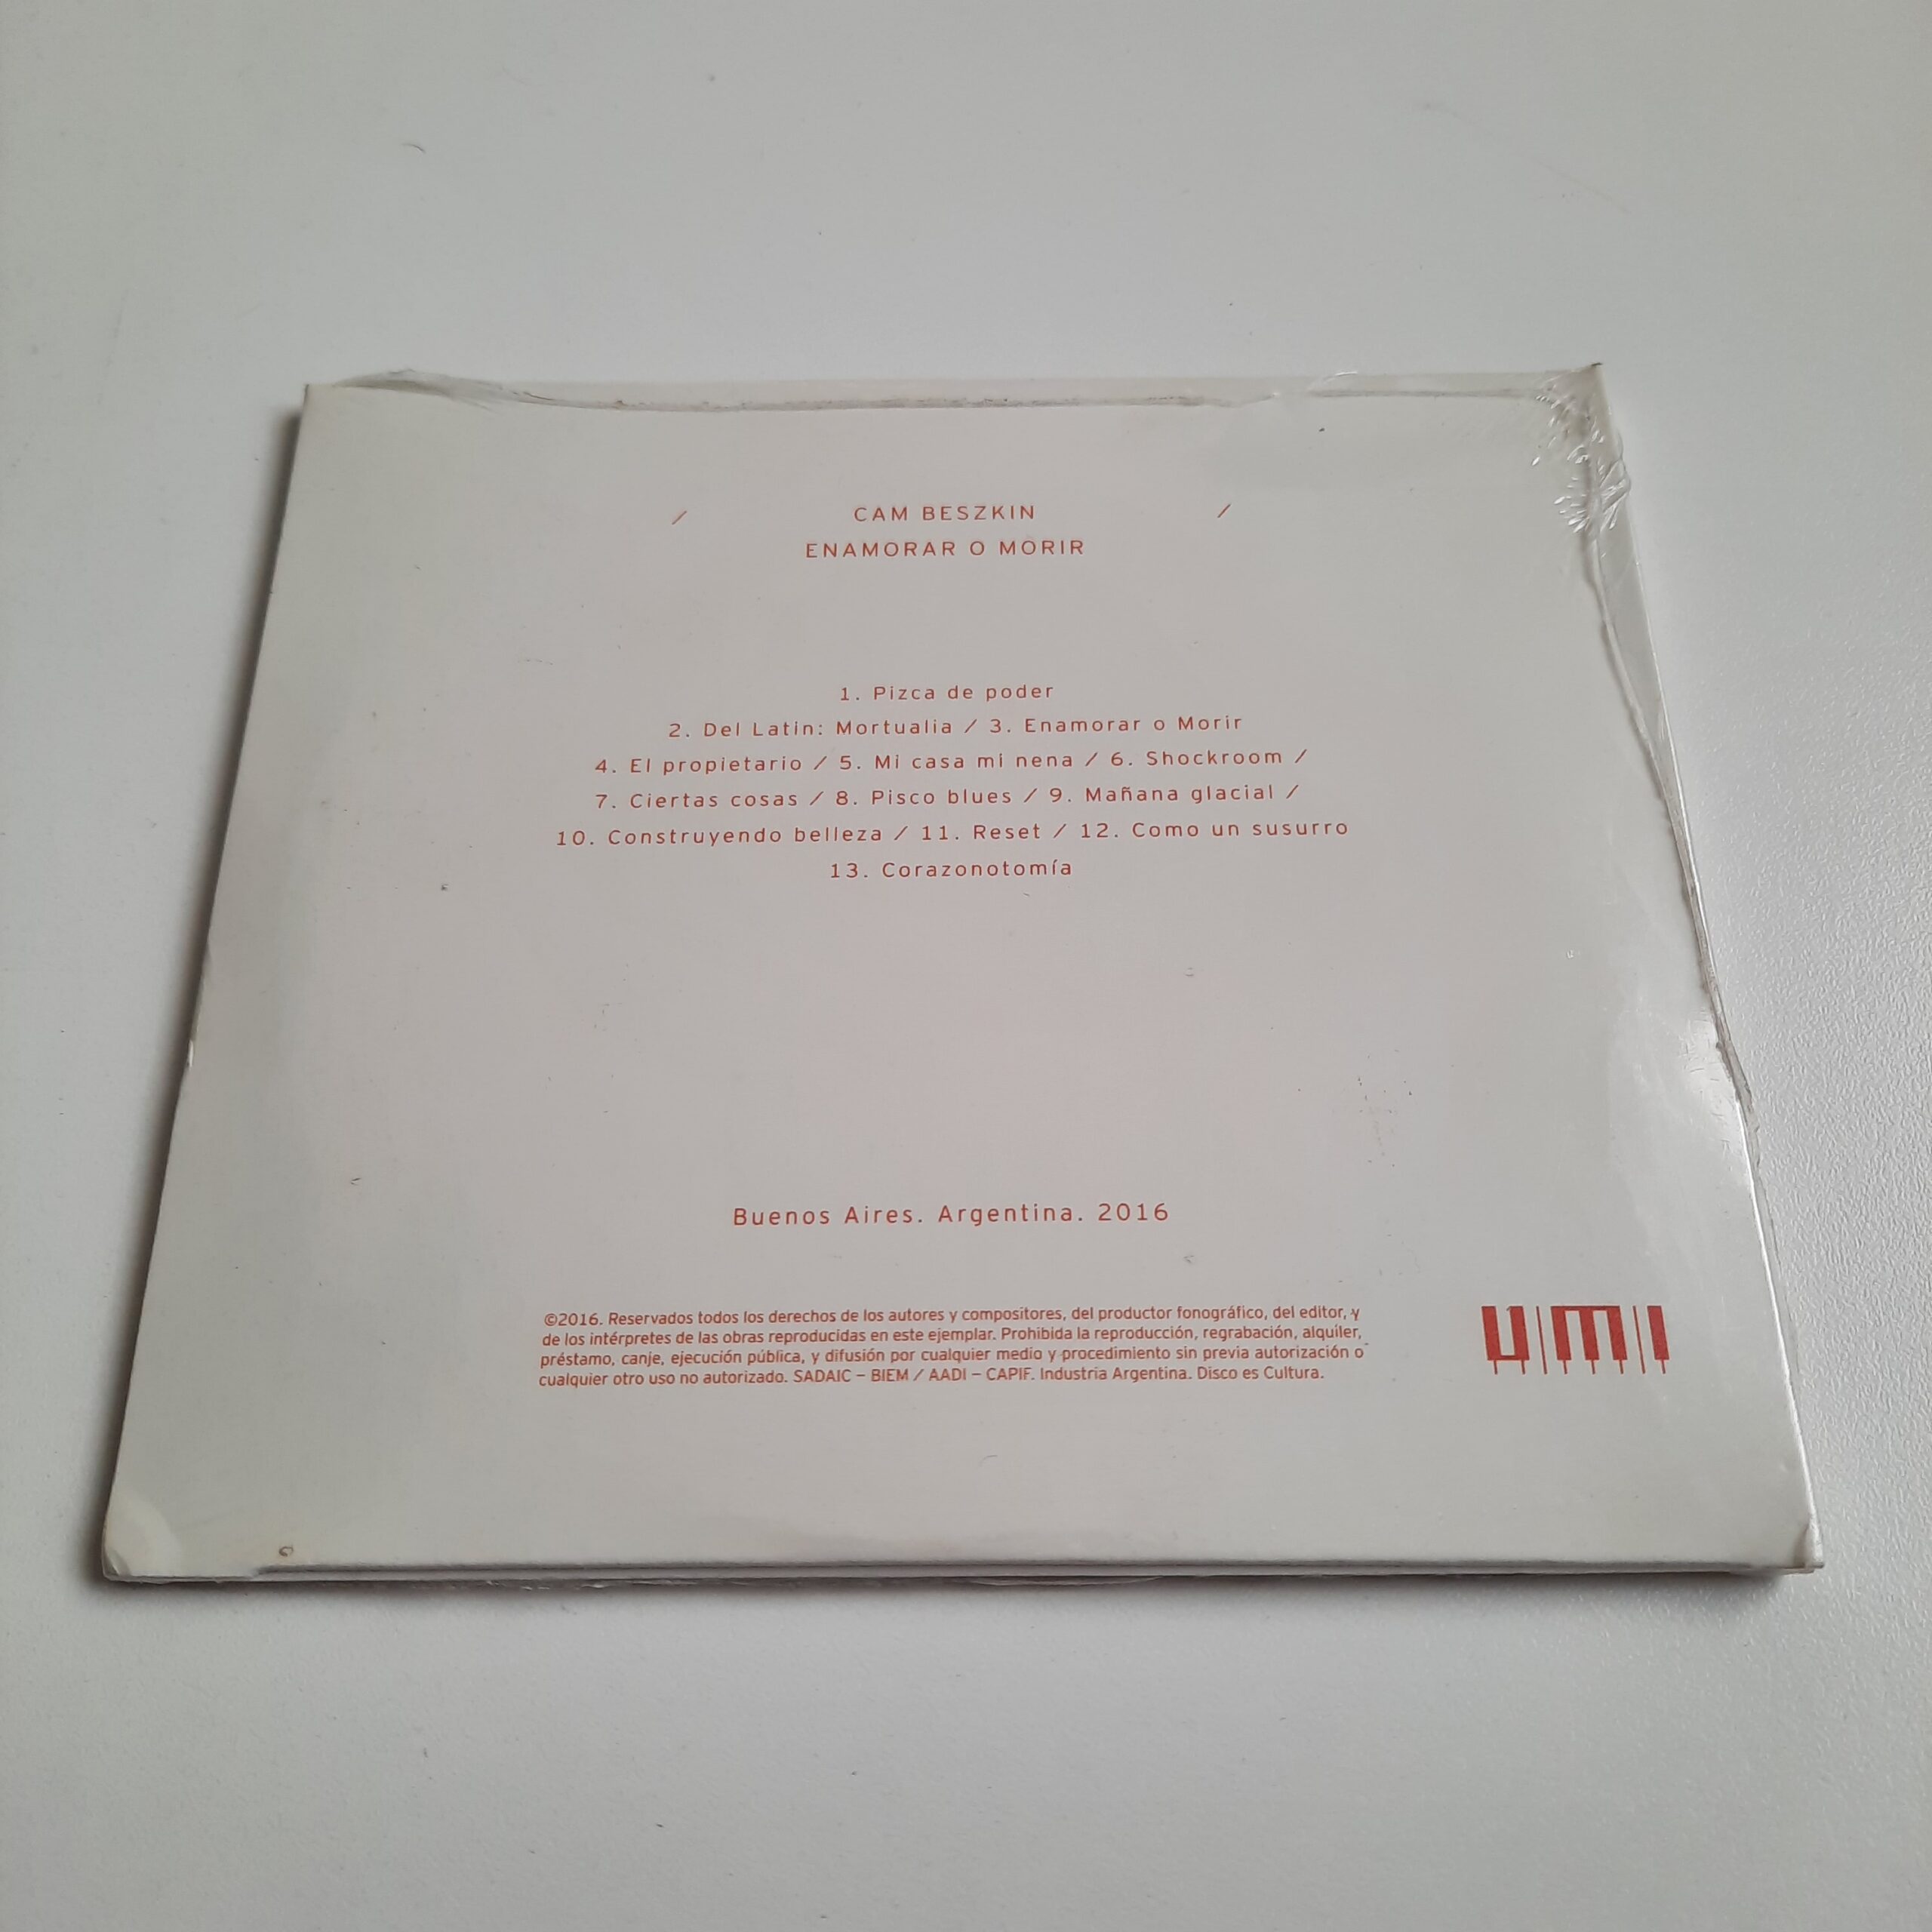 / CAM BESZKIN /
ENAMORAR O MORIR
1. Pizca de poder
2. Del Latin: Mortualia / 3. Enamorar o Morir
4. El propietario / 5. Mi casa mi nena / 6. Shockroom /
7. Ciertas cosas / 8. Pisco blues / 9. Mañana glacial /
10. Construyendo belleza / 11. Reset / 12. Como un susurro
13. Corazonotomía
Buenos Aires. Argentina. 2016
©2016. Reservados todos los derechos de los autores y compositores, del productor fonográfico, del editor, y
de los intérpretes de las obras reproducidas en este ejemplar. Prohibida la reproducción, regrabación, alquiler,
préstamo, canje, ejecución pública, y difusión por cualquier medio y procedimiento sin previa autorización o
cualquier otro uso no autorizado. SADAIC – BIEM / AADI – CAPIF. Industria Argentina. Disco es Cultura.
UMI